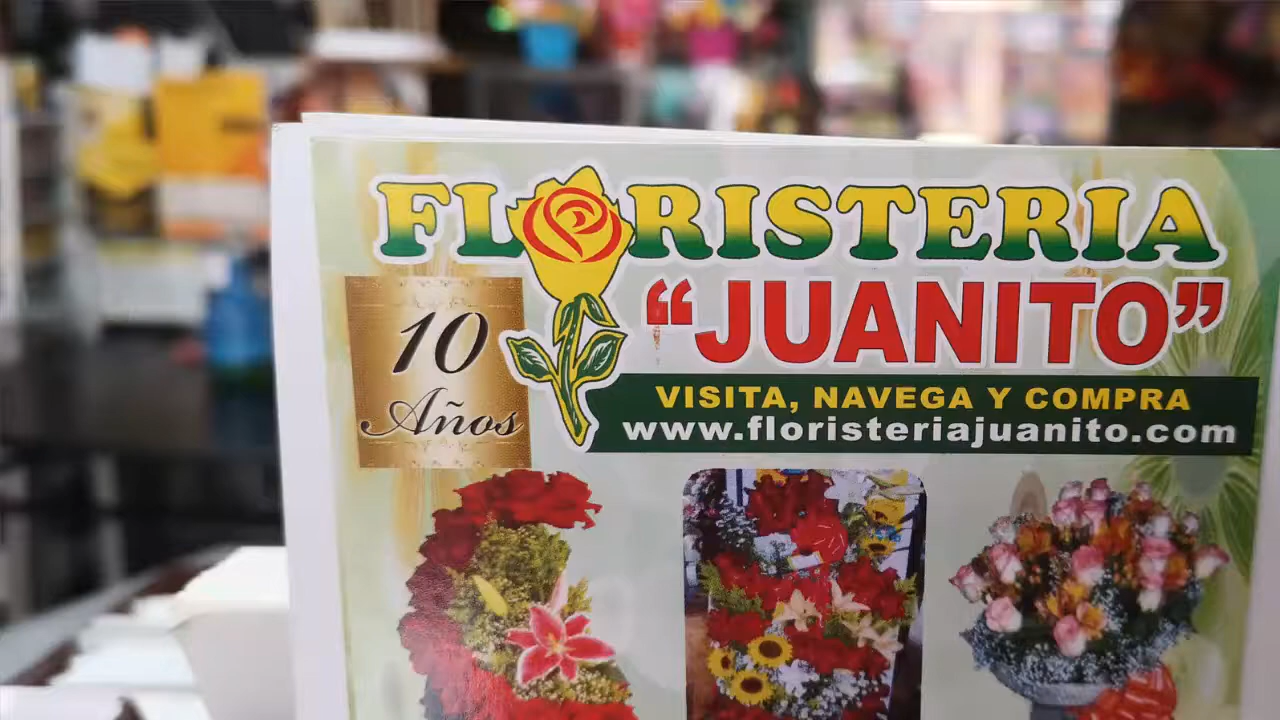 FLORISTERIA
"JUANITO"
10
Años
VISITA, NAVEGA Y COMPRA
www.floristeriajuanito.com